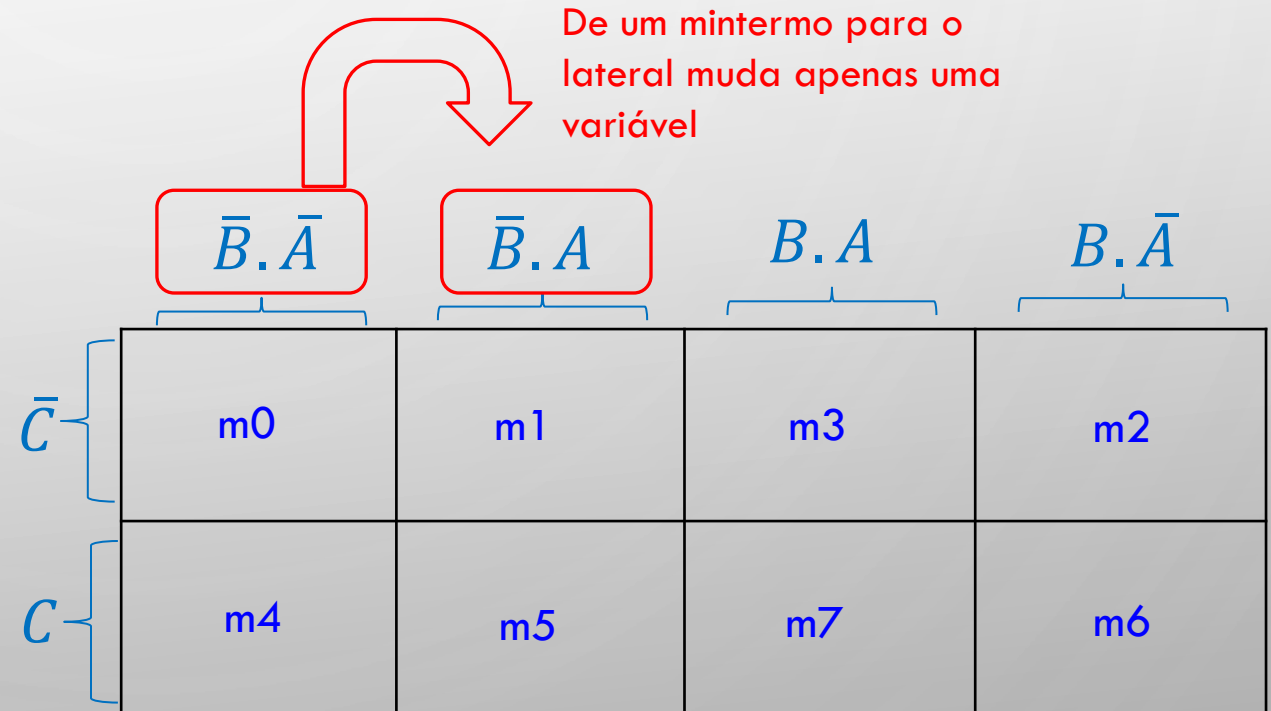 De um mintermo para o
lateral muda apenas uma
variável
B̅ . A̅ B̅ . A B . A B . A̅
C̅ m0 m1 m3 m2
C m4 m5 m7 m6